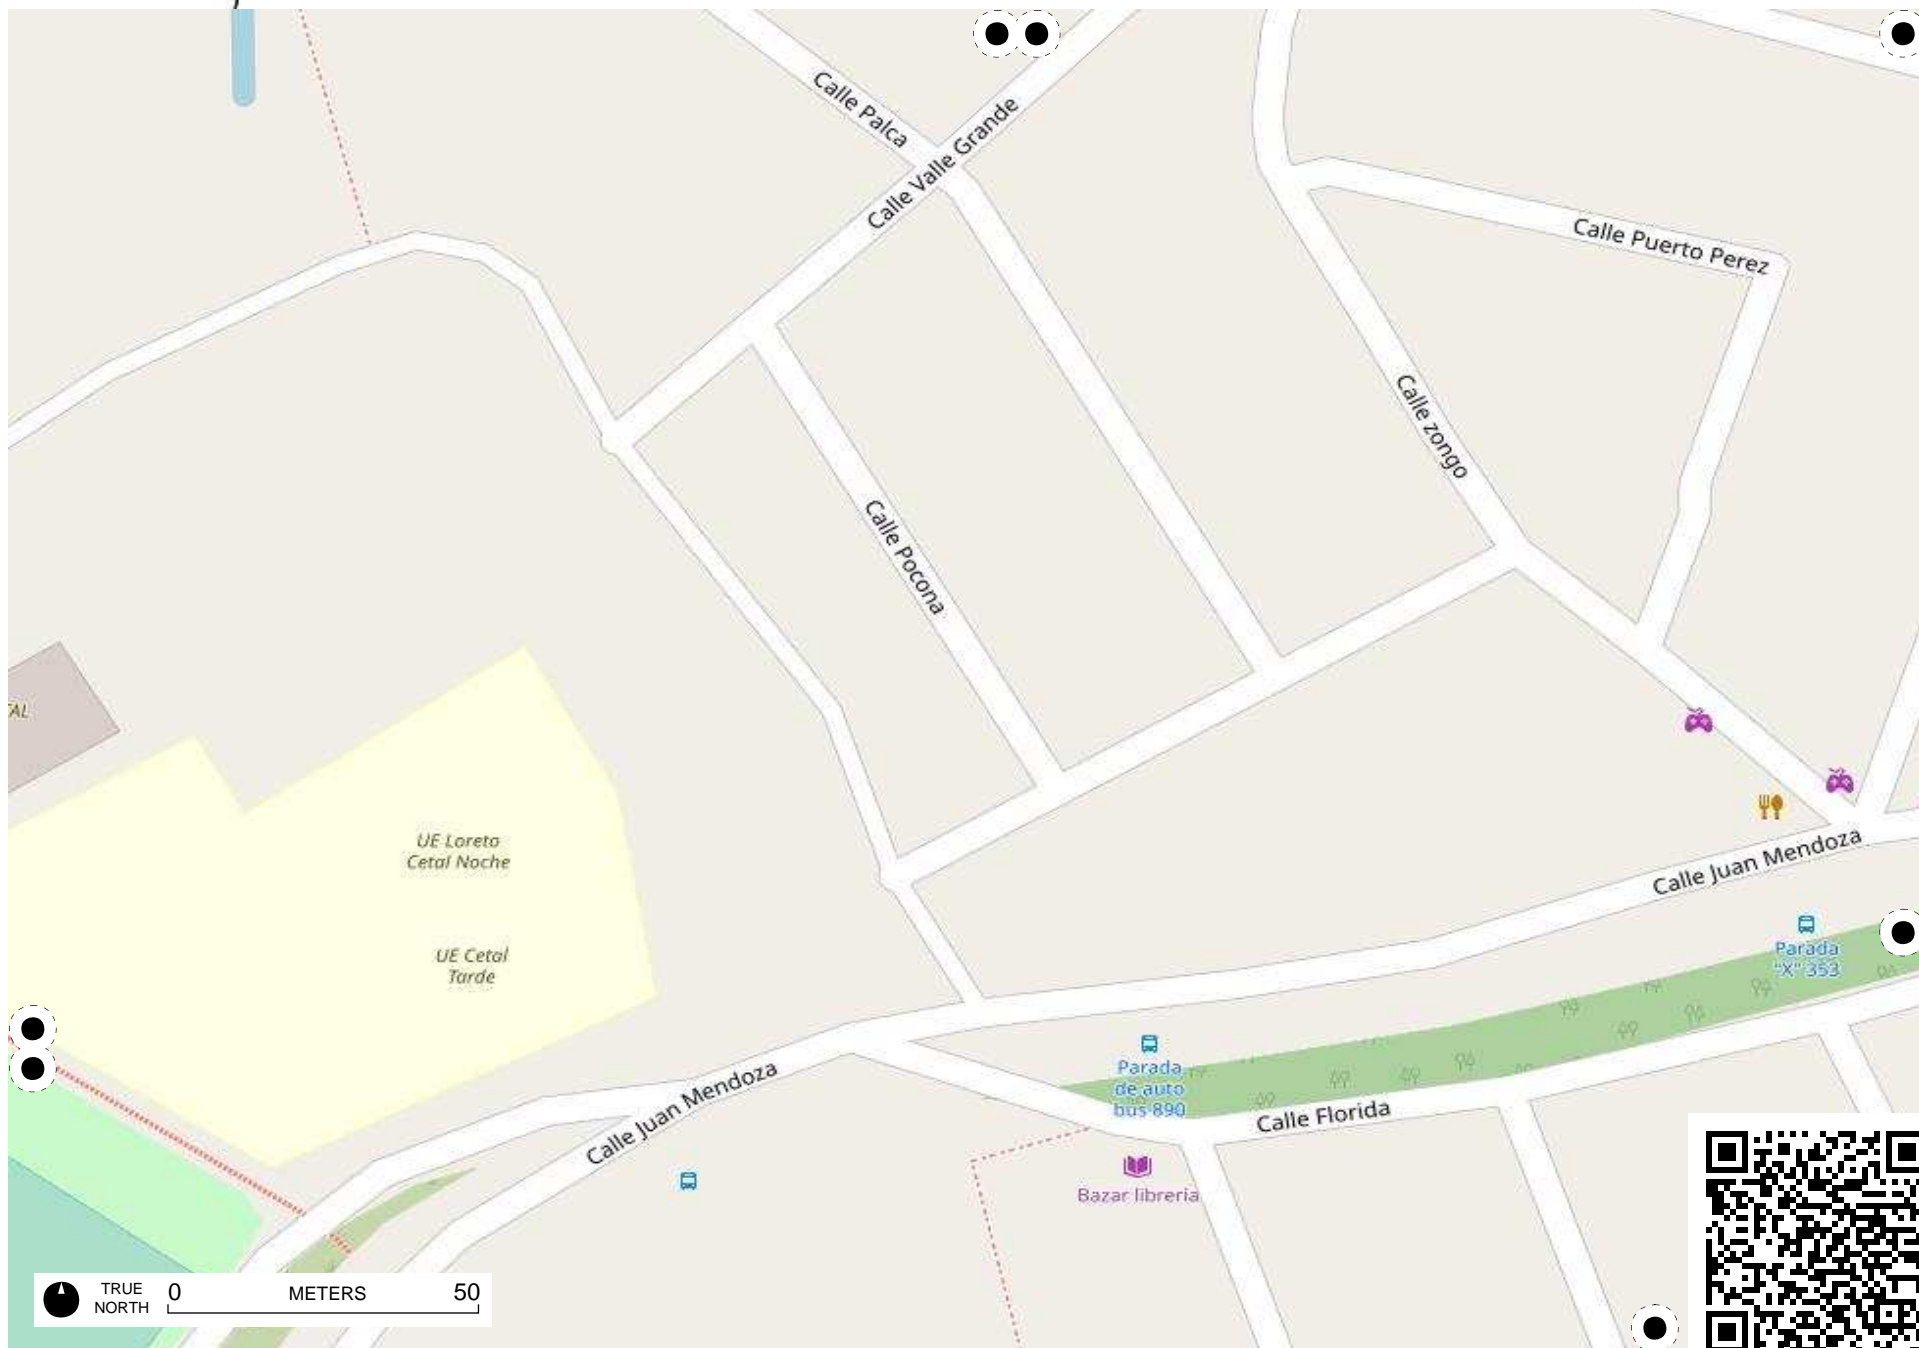 Calle Palca
Calle Valle Grande
Calle Puerto Perez
Calle zongo
Calle Pocona
UE Loreto
Cetal Noche
Calle Juan Mendoza
UE Cetal
Tarde
Parada
"X" 353
Parada
de auto
bus 890
Calle Juan Mendoza
Calle Florida
Bazar libreria
TRUE
NORTH
0 METERS 50